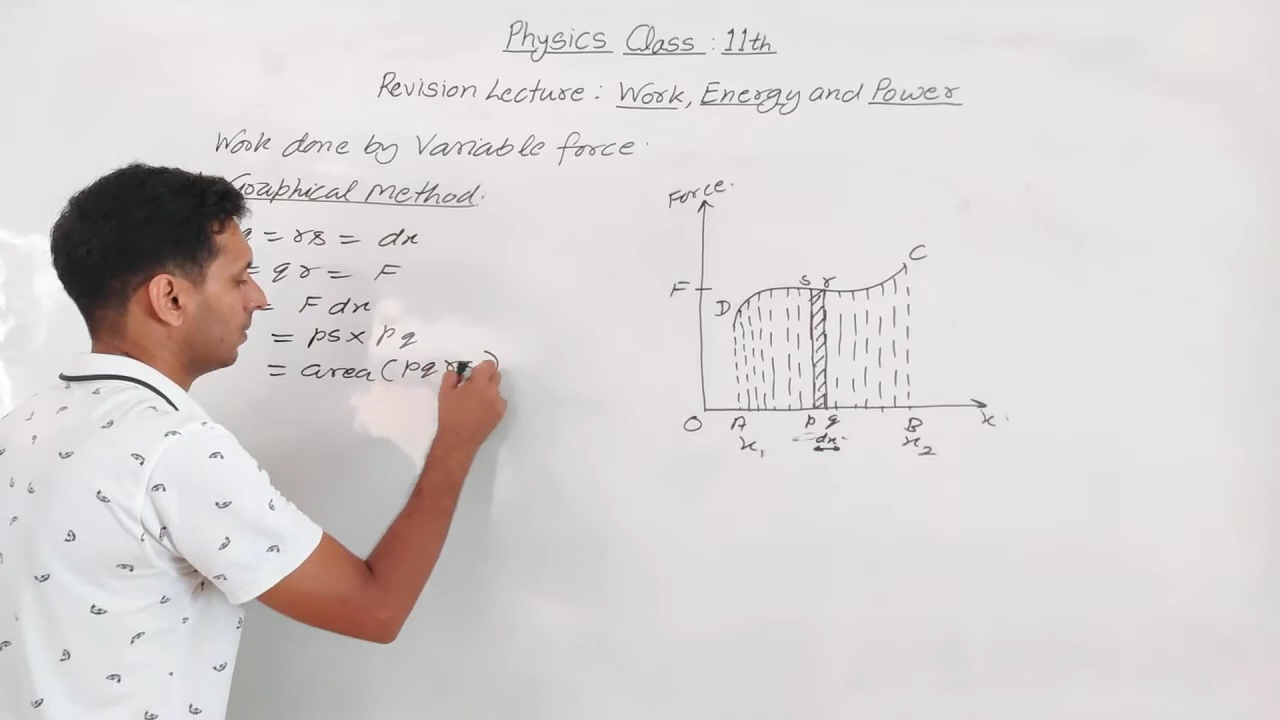 Physics Class : 11th
Revision Lecture : Work, Energy and Power
Work done by Variable force.
Graphical Method.
= rs = dx
= qr = F
= F dx
= ps x pq
= area (pq )
Force.
F
D
s r
C
O
A
p q
B
x.
x1
dx
x2